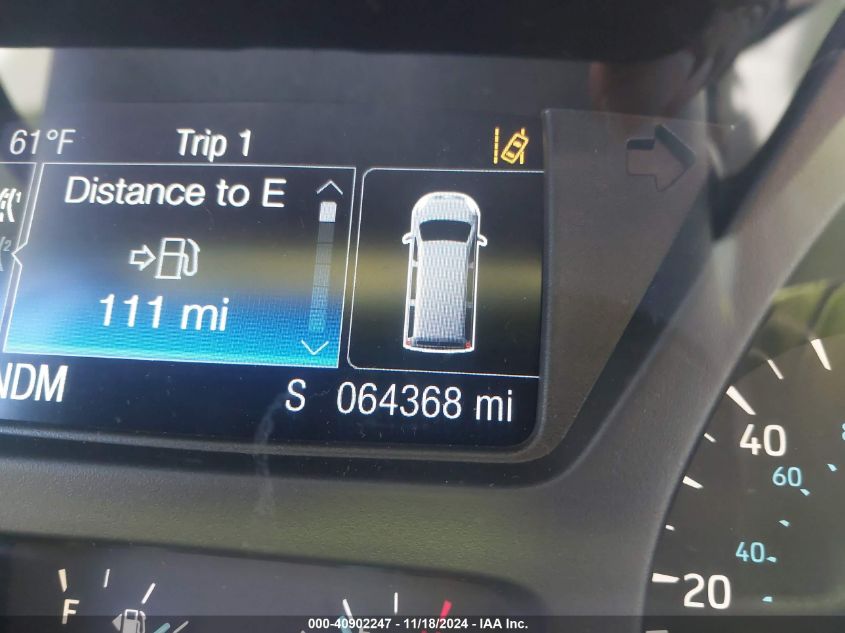 61°F Trip 1
Distance to E
111 mi
S 064368 mi
40
60
40
20
F
000-40902247 - 11/18/2024 - IAA Inc.